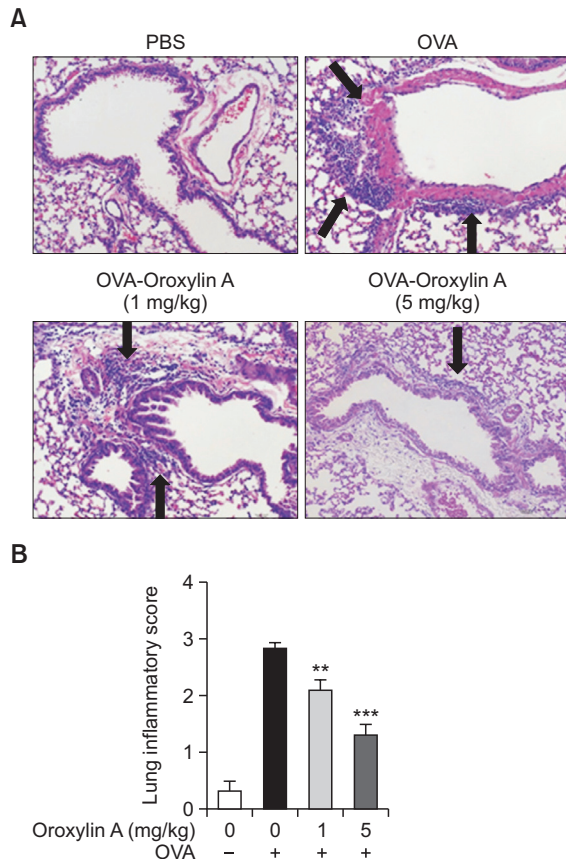 A
PBS
OVA
OVA-Oroxylin A
(1 mg/kg)
OVA-Oroxylin A
(5 mg/kg)
B
Lung inflammatory score
4
3
2
1
0
**
***
Oroxylin A (mg/kg) 0 0 1 5
OVA – + + +